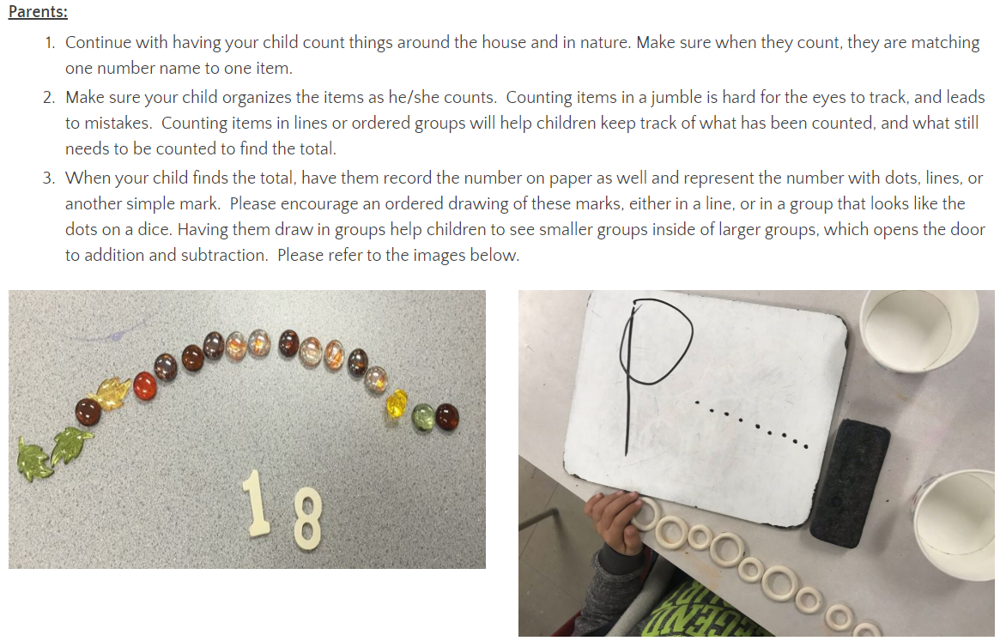 Parents:
1. Continue with having your child count things around the house and in nature. Make sure when they count, they are matching
one number name to one item.
2. Make sure your child organizes the items as he/she counts. Counting items in a jumble is hard for the eyes to track, and leads
to mistakes. Counting items in lines or ordered groups will help children keep track of what has been counted, and what still
needs to be counted to find the total.
3. When your child finds the total, have them record the number on paper as well and represent the number with dots, lines, or
another simple mark. Please encourage an ordered drawing of these marks, either in a line, or in a group that looks like the
dots on a dice. Having them draw in groups help children to see smaller groups inside of larger groups, which opens the door
to addition and subtraction. Please refer to the images below.
18
9